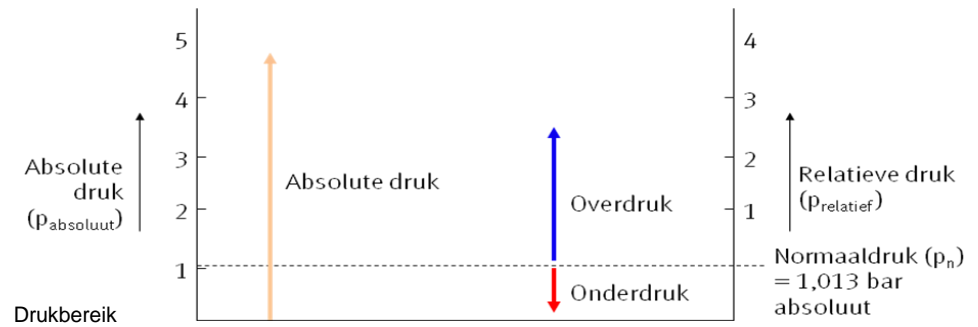 5
4
3
2
1
Absolute
druk
(pabsoluut)
Absolute druk
Overdruk
Onderdruk
4
3
2
1
Relatieve druk
(prelatief)
Normaaldruk (pn)
= 1,013 bar
absoluut
Drukbereik